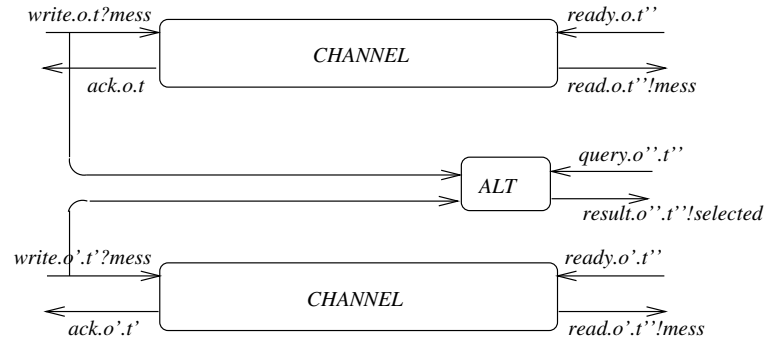 write.o.t?mess
ready.o.t''
CHANNEL
ack.o.t
read.o.t''!mess
query.o''.t''
ALT
result.o''.t''!selected
write.o'.t'?mess
ready.o'.t''
CHANNEL
ack.o'.t'
read.o'.t''!mess